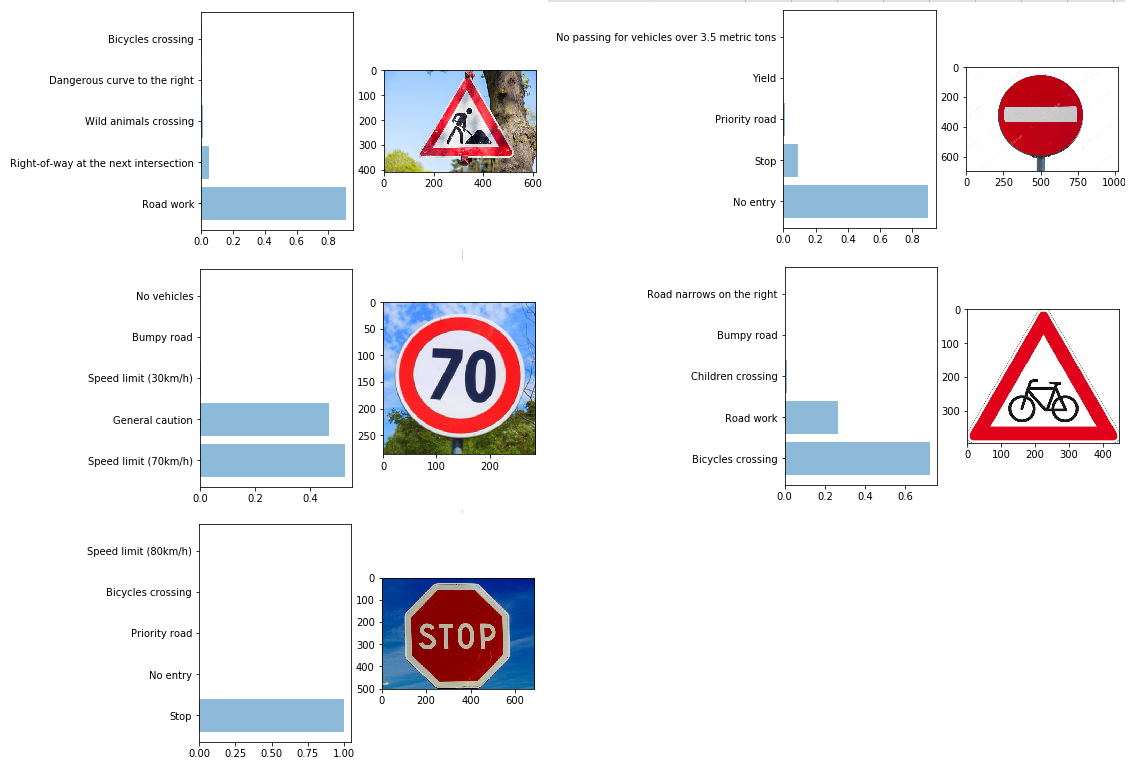 Bicycles crossing
Dangerous curve to the right
Wild animals crossing
Right-of-way at the next intersection
Road work
0.0 0.2 0.4 0.6 0.8
0
100
200
300
400
0 200 400 600
No passing for vehicles over 3.5 metric tons
Yield
Priority road
Stop
No entry
0.0 0.2 0.4 0.6 0.8
0
200
400
600
0 250 500 750 1000
No vehicles
Bumpy road
Speed limit (30km/h)
General caution
Speed limit (70km/h)
0.0 0.2 0.4
0
50
100
150
200
250
0 100 200
70
Road narrows on the right
Bumpy road
Children crossing
Road work
Bicycles crossing
0.0 0.2 0.4 0.6
0
100
200
300
0 100 200 300 400
Speed limit (80km/h)
Bicycles crossing
Priority road
No entry
Stop
0.00 0.25 0.50 0.75 1.00
0
100
200
300
400
500
0 200 400 600
STOP